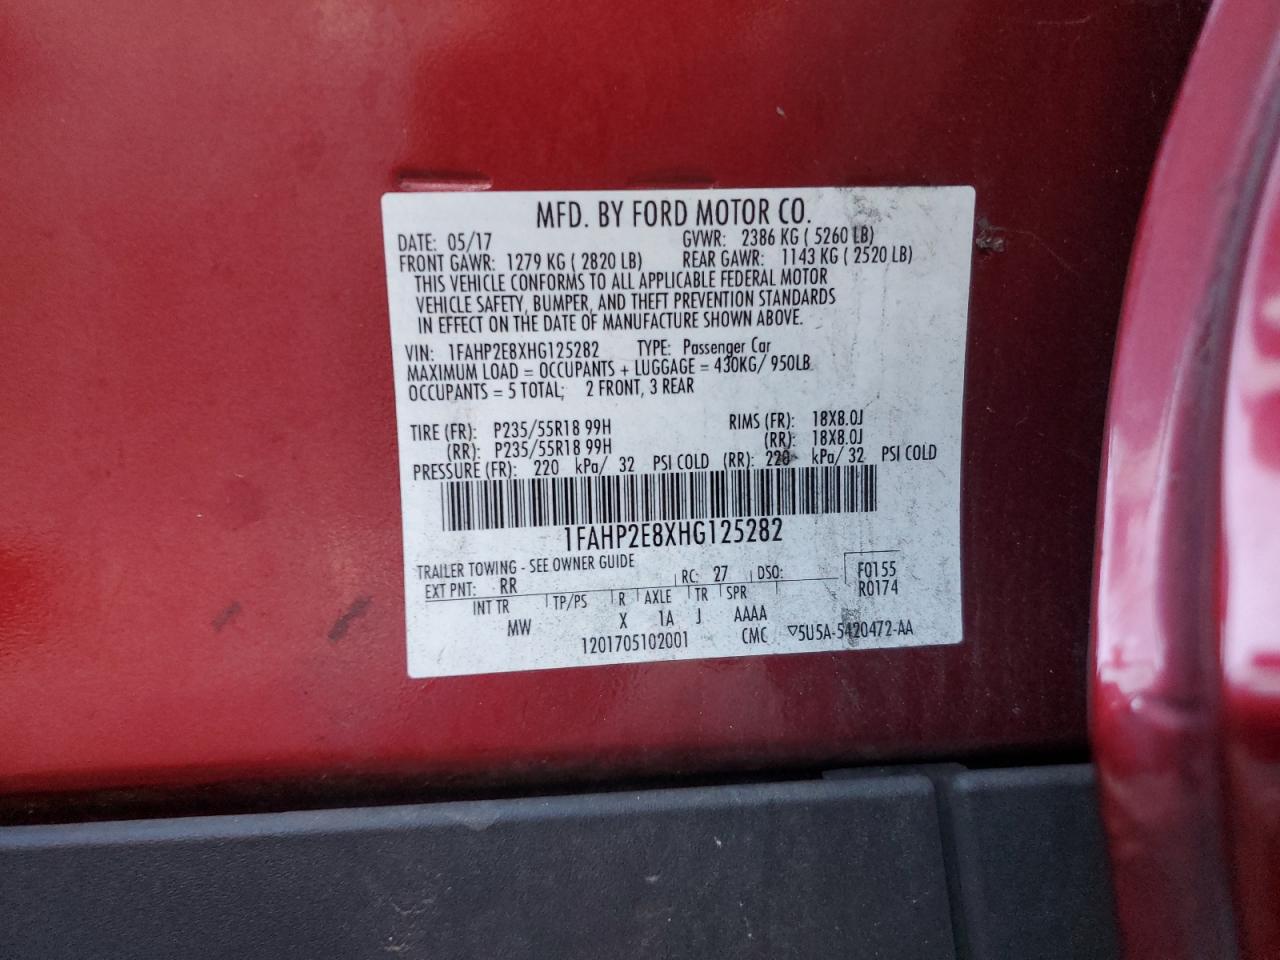 MFD. BY FORD MOTOR CO.
DATE: 05/17 GVWR: 2386 KG ( 5260 LB)
FRONT GAWR: 1279 KG ( 2820 LB) REAR GAWR: 1143 KG ( 2520 LB)
THIS VEHICLE CONFORMS TO ALL APPLICABLE FEDERAL MOTOR
VEHICLE SAFETY, BUMPER, AND THEFT PREVENTION STANDARDS
IN EFFECT ON THE DATE OF MANUFACTURE SHOWN ABOVE.
VIN: 1FAHP2E8XHG125282 TYPE: Passenger Car
MAXIMUM LOAD = OCCUPANTS + LUGGAGE = 430KG/ 950LB
OCCUPANTS = 5 TOTAL; 2 FRONT, 3 REAR
TIRE (FR): P235/55R18 99H RIMS (FR): 18X8.0J
(RR): P235/55R18 99H (RR): 18X8.0J
PRESSURE (FR): 220 kPa/ 32 PSI COLD (RR): 220 kPa/ 32 PSI COLD
1FAHP2E8XHG125282
TRAILER TOWING - SEE OWNER GUIDE
EXT PNT: RR RC: 27 DSO: F0155
R0174
INT TR TP/PS R AXLE TR SPR
MW X 1A J AAAA
1201705102001 CMC ▽5U5A-5420472-AA